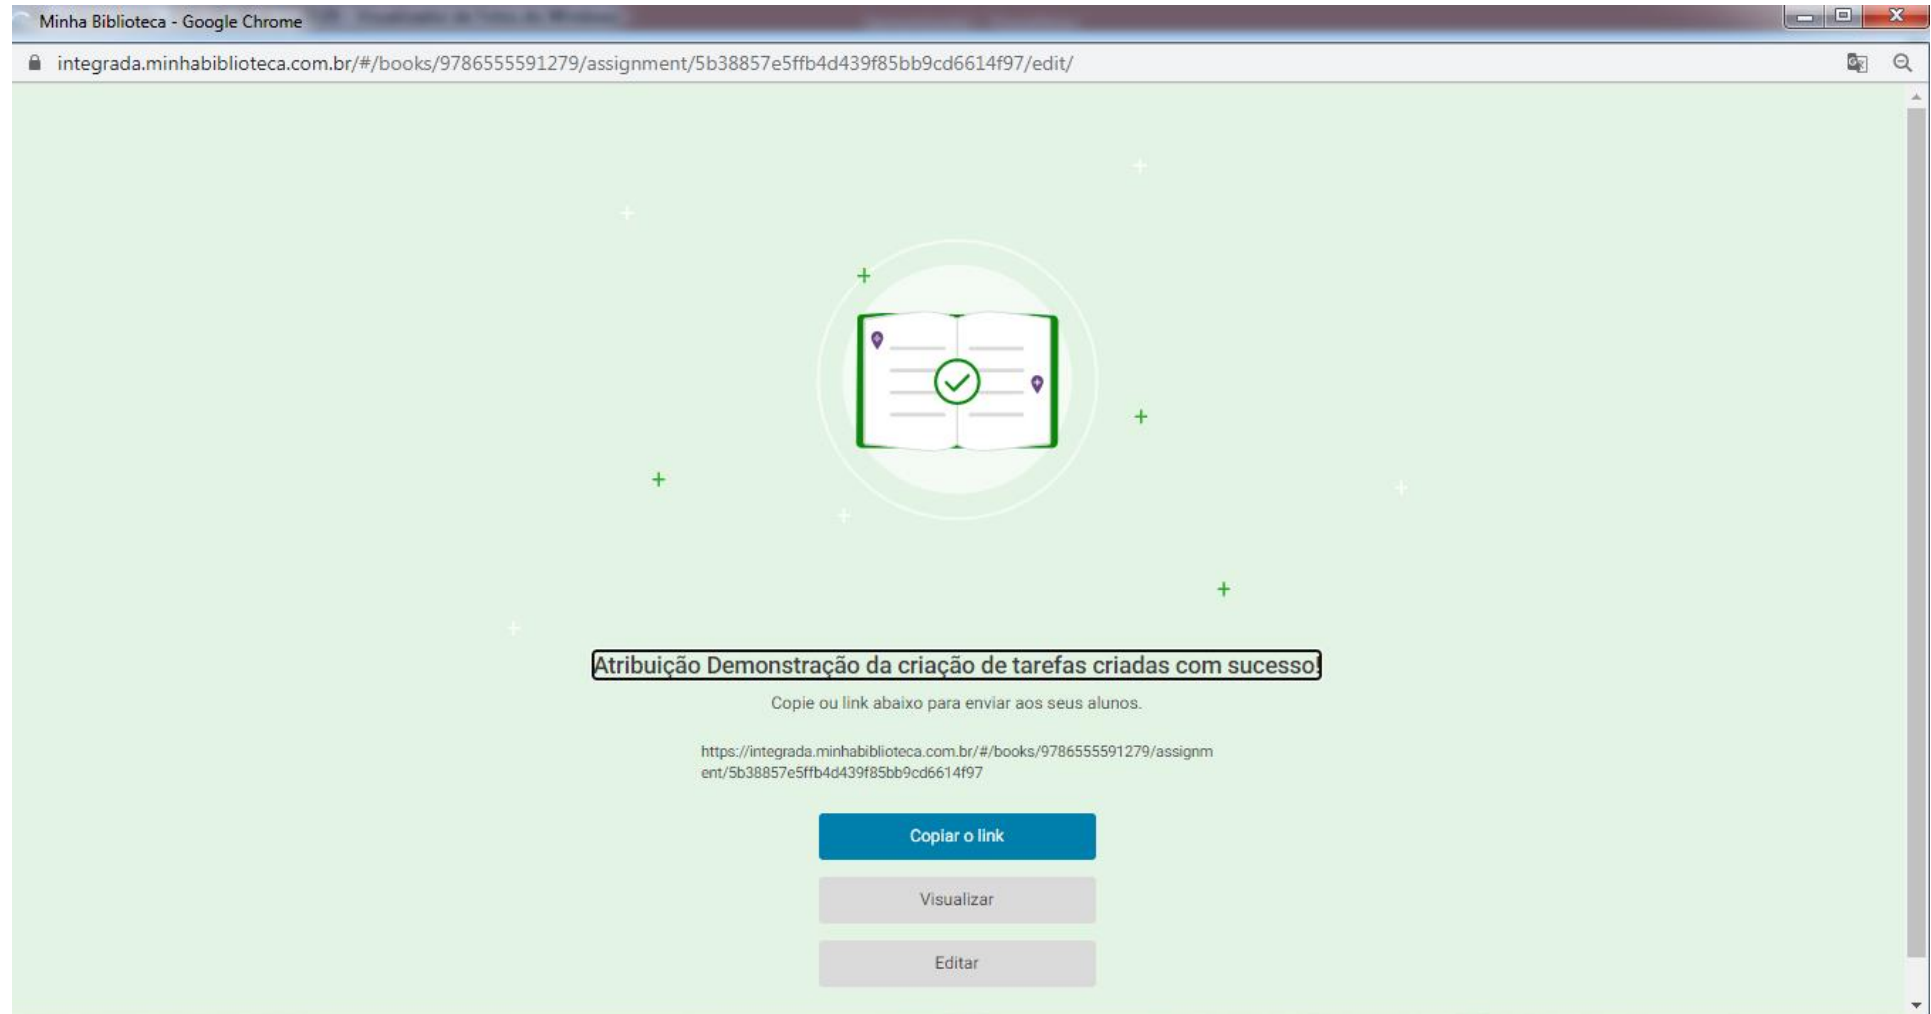 Minha Biblioteca - Google Chrome
integrada.minhabiblioteca.com.br/#/books/9786555591279/assignment/5b38857e5ffb4d439f85bb9cd6614f97/edit/
Atribuição Demonstração da criação de tarefas criadas com sucesso!
Copie ou link abaixo para enviar aos seus alunos.
https://integrada.minhabiblioteca.com.br/#/books/9786555591279/assignm
ent/5b38857e5ffb4d439f85bb9cd6614f97
Copiar o link
Visualizar
Editar